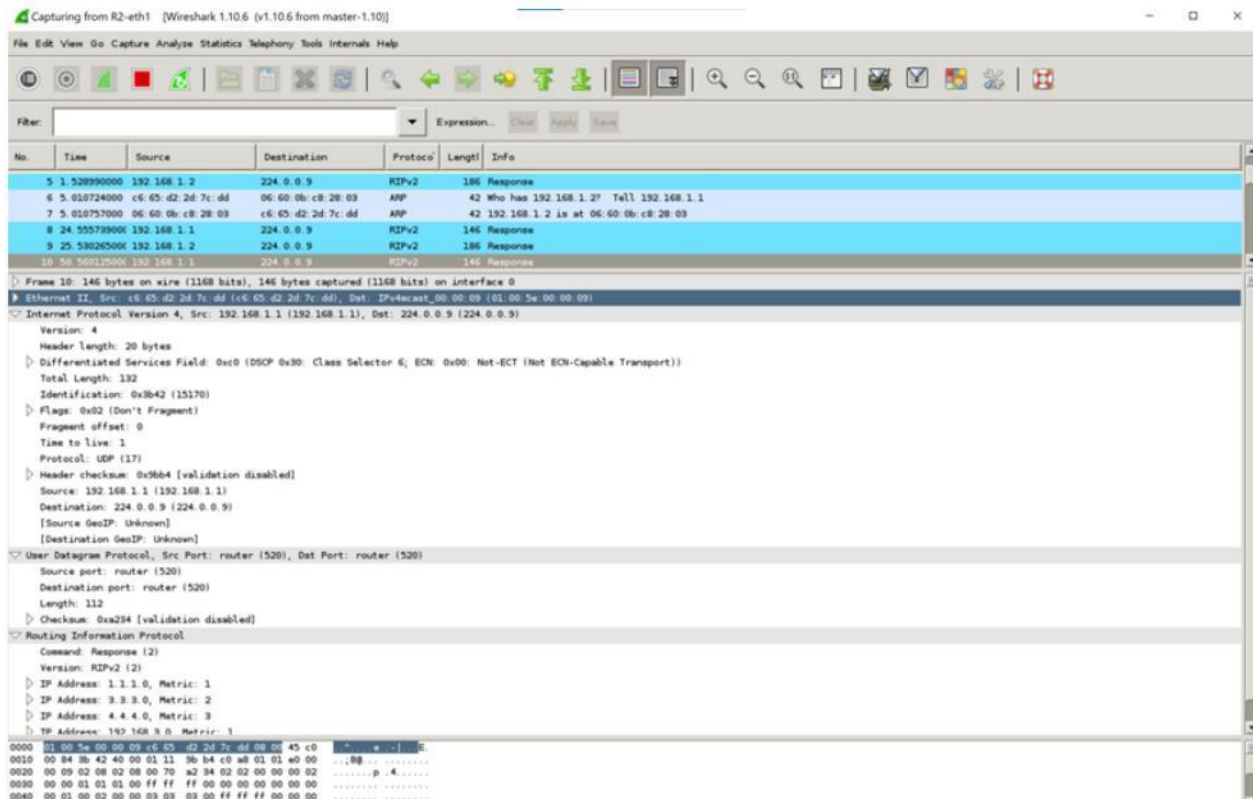 Capturing from R2-eth1 [Wireshark 1.10.6 (v1.10.6 from master-1.10)]
File Edit View Go Capture Analyze Statistics Telephony Tools Internals Help
Filter: Expression... Clear Apply Save
No. Time Source Destination Protocol Length Info
5 1.528990000 192.168.1.2 224.0.0.9 RIPv2 186 Response
6 5.010724000 c6:65:d2:2d:7c:dd 06:60:0b:c8:28:03 ARP 42 Who has 192.168.1.2? Tell 192.168.1.1
7 5.010757000 06:60:0b:c8:28:03 c6:65:d2:2d:7c:dd ARP 42 192.168.1.2 is at 06:60:0b:c8:28:03
8 24.55573900( 192.168.1.1 224.0.0.9 RIPv2 146 Response
9 25.53026500( 192.168.1.2 224.0.0.9 RIPv2 186 Response
10 50.56012500( 192.168.1.1 224.0.0.9 RIPv2 146 Response
Frame 10: 146 bytes on wire (1168 bits), 146 bytes captured (1168 bits) on interface 0
Ethernet II, Src: c6:65:d2:2d:7c:dd (c6:65:d2:2d:7c:dd), Dst: IPv4mcast_00:00:09 (01:00:5e:00:00:09)
Internet Protocol Version 4, Src: 192.168.1.1 (192.168.1.1), Dst: 224.0.0.9 (224.0.0.9)
Version: 4
Header length: 20 bytes
Differentiated Services Field: 0xc0 (DSCP 0x30: Class Selector 6; ECN: 0x00: Not-ECT (Not ECN-Capable Transport))
Total Length: 132
Identification: 0x3b42 (15170)
Flags: 0x02 (Don't Fragment)
Fragment offset: 0
Time to live: 1
Protocol: UDP (17)
Header checksum: 0x9bb4 [validation disabled]
Source: 192.168.1.1 (192.168.1.1)
Destination: 224.0.0.9 (224.0.0.9)
[Source GeoIP: Unknown]
[Destination GeoIP: Unknown]
User Datagram Protocol, Src Port: router (520), Dst Port: router (520)
Source port: router (520)
Destination port: router (520)
Length: 112
Checksum: 0xa234 [validation disabled]
Routing Information Protocol
Command: Response (2)
Version: RIPv2 (2)
IP Address: 1.1.1.0, Metric: 1
IP Address: 3.3.3.0, Metric: 2
IP Address: 4.4.4.0, Metric: 3
IP Address: 192.168.3.0, Metric: 1
0000 01 00 5e 00 00 09 c6 65 d2 2d 7c dd 08 00 45 c0 ..^....e .-|...E.
0010 00 84 3b 42 40 00 01 11 9b b4 c0 a8 01 01 e0 00 ..;B@... ........
0020 00 09 02 08 02 08 00 70 a2 34 02 02 00 00 00 02 .......p .4......
0030 00 00 01 01 01 00 ff ff ff 00 00 00 00 00 00 00 ........ ........
0040 00 01 00 02 00 00 03 03 03 00 ff ff ff 00 00 00 ........ ........